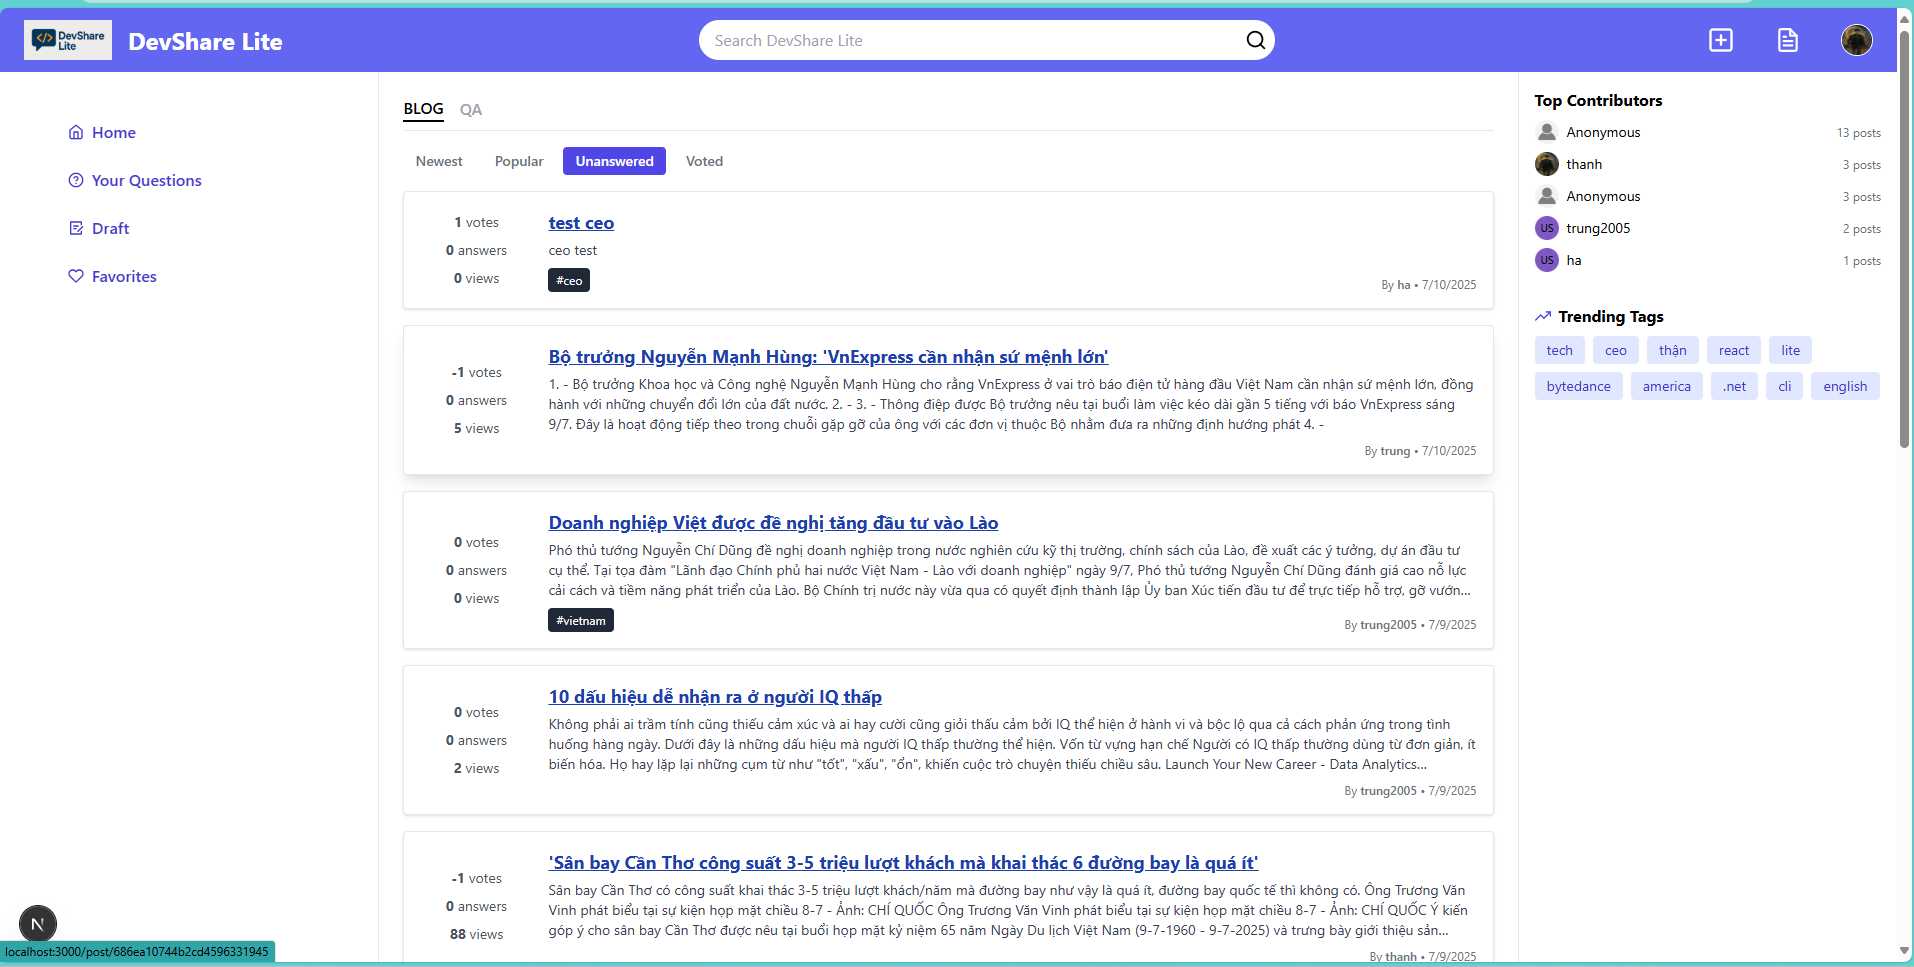 DevShare
Lite
DevShare Lite
Search DevShare Lite
Home
Your Questions
Draft
Favorites
BLOG QA
Newest Popular Unanswered Voted
1 votes
0 answers
0 views
test ceo
ceo test
#ceo
By ha • 7/10/2025
-1 votes
0 answers
5 views
Bộ trưởng Nguyễn Mạnh Hùng: 'VnExpress cần nhận sứ mệnh lớn'
1. - Bộ trưởng Khoa học và Công nghệ Nguyễn Mạnh Hùng cho rằng VnExpress ở vai trò báo điện tử hàng đầu Việt Nam cần nhận sứ mệnh lớn, đồng
hành với những chuyển đổi lớn của đất nước. 2. - 3. - Thông điệp được Bộ trưởng nêu tại buổi làm việc kéo dài gần 5 tiếng với báo VnExpress sáng
9/7. Đây là hoạt động tiếp theo trong chuỗi gặp gỡ của ông với các đơn vị thuộc Bộ nhằm đưa ra những định hướng phát 4. -
By trung • 7/10/2025
0 votes
0 answers
0 views
Doanh nghiệp Việt được đề nghị tăng đầu tư vào Lào
Phó thủ tướng Nguyễn Chí Dũng đề nghị doanh nghiệp trong nước nghiên cứu kỹ thị trường, chính sách của Lào, đề xuất các ý tưởng, dự án đầu tư
cụ thể. Tại tọa đàm "Lãnh đạo Chính phủ hai nước Việt Nam - Lào với doanh nghiệp" ngày 9/7, Phó thủ tướng Nguyễn Chí Dũng đánh giá cao nỗ lực
cải cách và tiềm năng phát triển của Lào. Bộ Chính trị nước này vừa qua có quyết định thành lập Ủy ban Xúc tiến đầu tư để trực tiếp hỗ trợ, gỡ vướn...
#vietnam
By trung2005 • 7/9/2025
0 votes
0 answers
2 views
10 dấu hiệu dễ nhận ra ở người IQ thấp
Không phải ai trầm tính cũng thiếu cảm xúc và ai hay cười cũng giỏi thấu cảm bởi IQ thể hiện ở hành vi và bộc lộ qua cả cách phản ứng trong tình
huống hàng ngày. Dưới đây là những dấu hiệu mà người IQ thấp thường thể hiện. Vốn từ vựng hạn chế Người có IQ thấp thường dùng từ đơn giản, ít
biến hóa. Họ hay lặp lại những cụm từ như "tốt", "xấu", "ổn", khiến cuộc trò chuyện thiếu chiều sâu. Launch Your New Career - Data Analytics...
By trung2005 • 7/9/2025
-1 votes
0 answers
88 views
'Sân bay Cần Thơ công suất 3-5 triệu lượt khách mà khai thác 6 đường bay là quá ít'
Sân bay Cần Thơ có công suất khai thác 3-5 triệu lượt khách/năm mà đường bay như vậy là quá ít, đường bay quốc tế thì không có. Ông Trương Văn
Vinh phát biểu tại sự kiện họp mặt chiều 8-7 - Ảnh: CHÍ QUỐC Ông Trương Văn Vinh phát biểu tại sự kiện họp mặt chiều 8-7 - Ảnh: CHÍ QUỐC Ý kiến
góp ý cho sân bay Cần Thơ được nêu tại buổi họp mặt kỷ niệm 65 năm Ngày Du lịch Việt Nam (9-7-1960 - 9-7-2025) và trưng bày giới thiệu sản...
By thanh • 7/9/2025
Top Contributors
Anonymous 13 posts
thanh 3 posts
Anonymous 3 posts
US trung2005 2 posts
US ha 1 posts
Trending Tags
tech ceo thận react lite
bytedance america .net cli english
N
localhost:3000/post/686ea10744b2cd4596331945